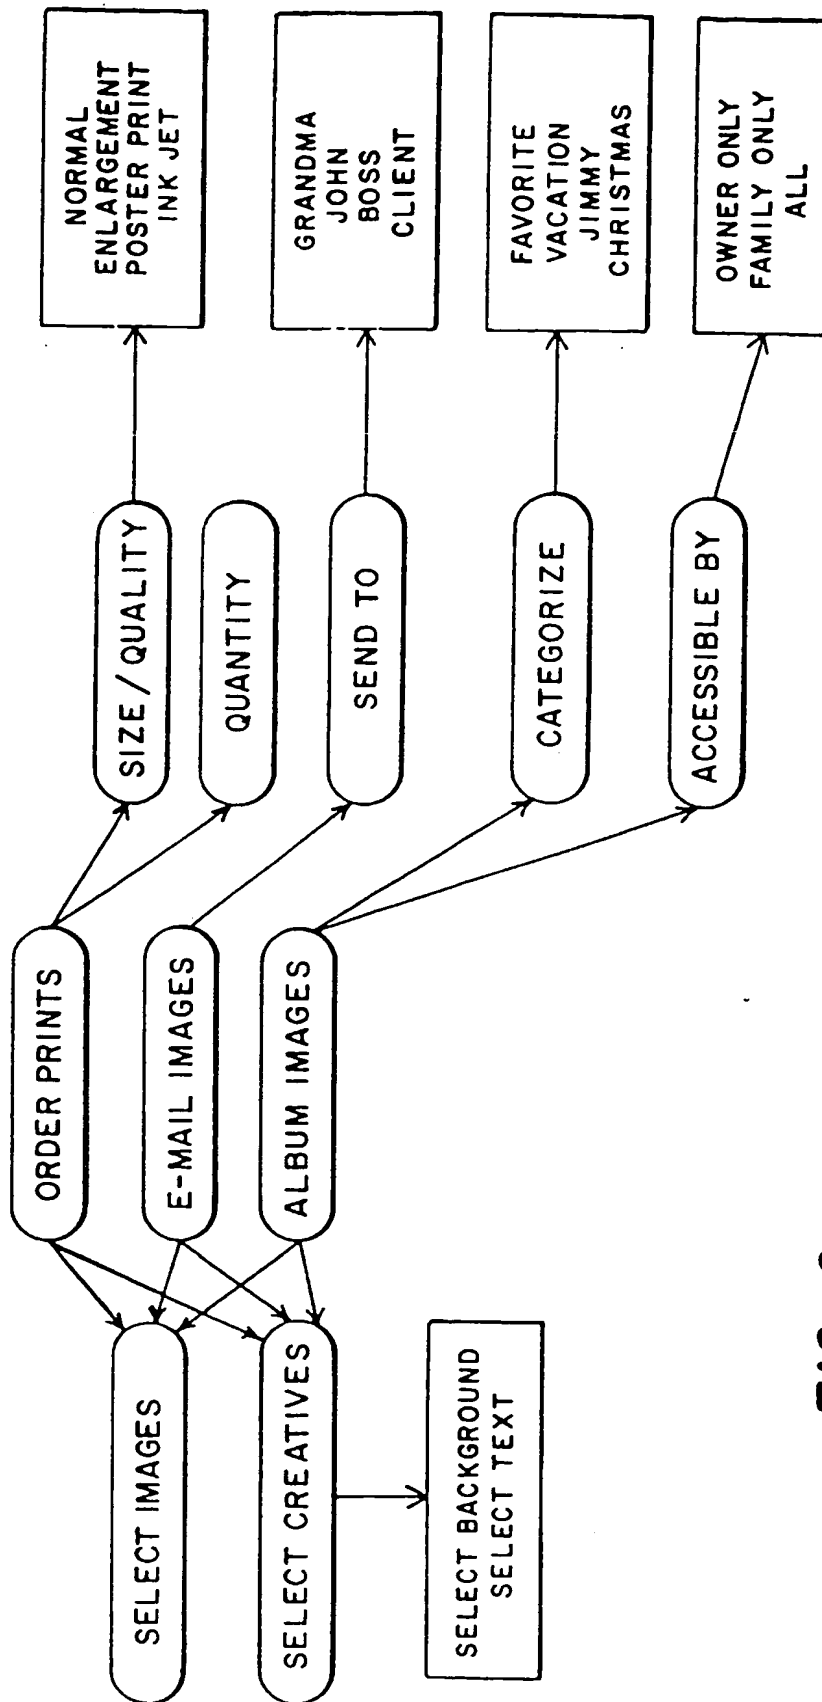 SELECT IMAGES
SELECT CREATIVES
SELECT BACKGROUND
SELECT TEXT
ORDER PRINTS
E-MAIL IMAGES
ALBUM IMAGES
SIZE / QUALITY
QUANTITY
SEND TO
CATEGORIZE
ACCESSIBLE BY
NORMAL
ENLARGEMENT
POSTER PRINT
INK JET
GRANDMA
JOHN
BOSS
CLIENT
FAVORITE
VACATION
JIMMY
CHRISTMAS
OWNER ONLY
FAMILY ONLY
ALL